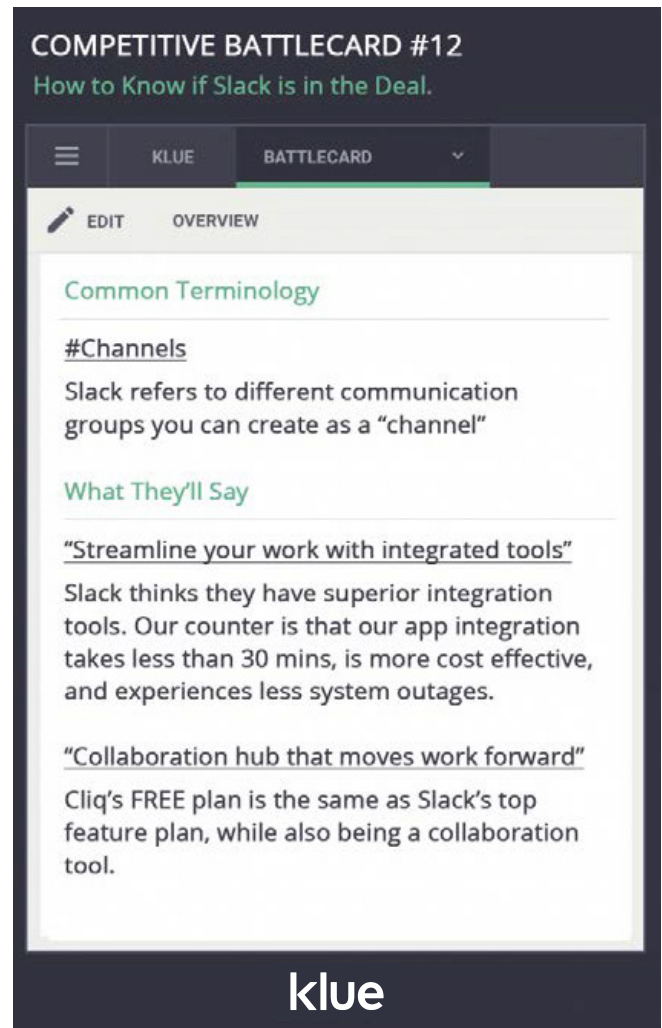 COMPETITIVE BATTLECARD #12
How to Know if Slack is in the Deal.
KLUE BATTLECARD
EDIT OVERVIEW
Common Terminology
#Channels
Slack refers to different communication
groups you can create as a “channel”
What They’ll Say
“Streamline your work with integrated tools”
Slack thinks they have superior integration
tools. Our counter is that our app integration
takes less than 30 mins, is more cost effective,
and experiences less system outages.
“Collaboration hub that moves work forward”
Cliq’s FREE plan is the same as Slack’s top
feature plan, while also being a collaboration
tool.
klue